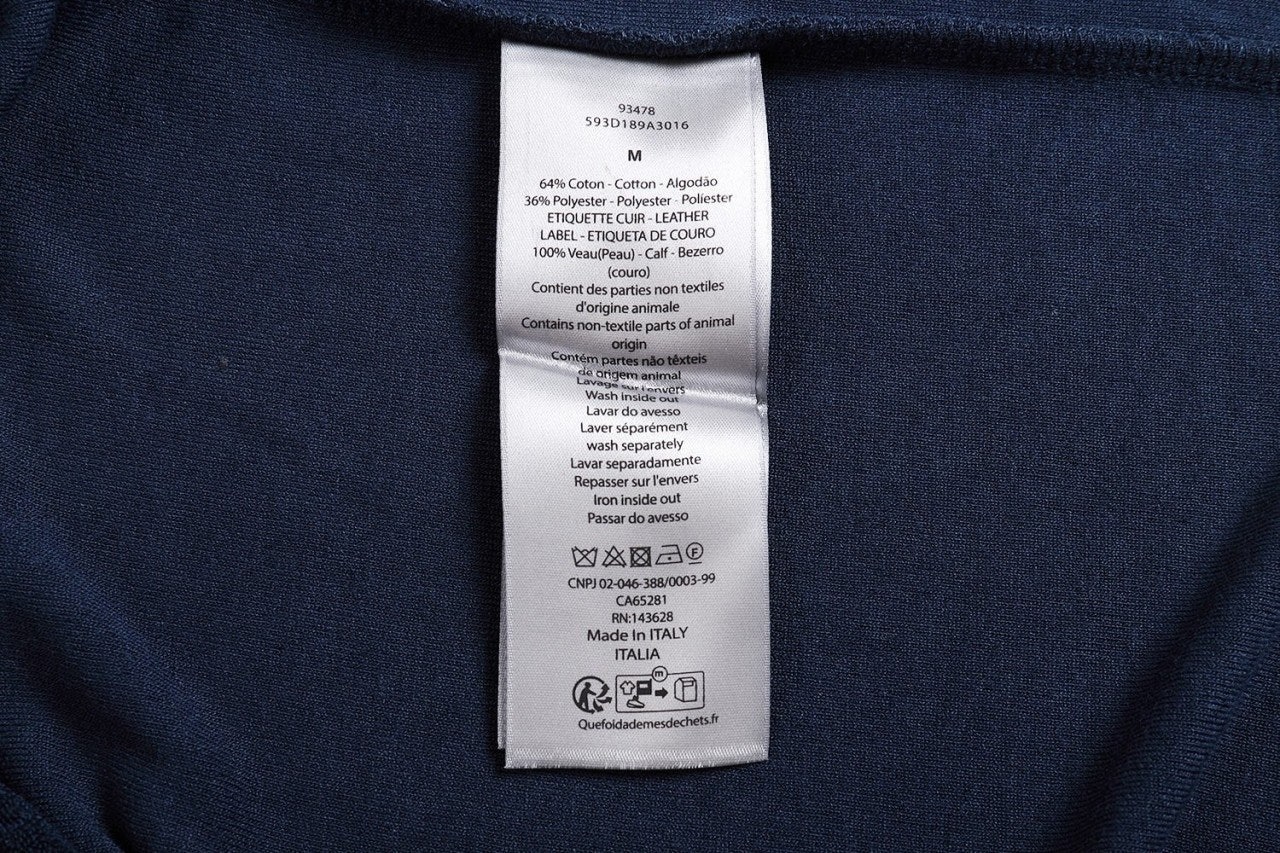 93478
593D189A3016
M
64% Coton - Cotton - Algodão
36% Polyester - Polyester - Políester
ETIQUETTE CUIR - LEATHER
LABEL - ETIQUETA DE COURO
100% Veau(Peau) - Calf - Bezerro
(couro)
Contient des parties non textiles
d'origine animale
Contains non-textile parts of animal
origin
Contém partes não têxteis
de origem animal
Lavage sur l'envers
Wash inside out
Lavar do avesso
Laver séparément
wash separately
Lavar separadamente
Repasser sur l'envers
Iron inside out
Passar do avesso
F
CNPJ 02-046-388/0003-99
CA65281
RN:143628
Made In ITALY
ITALIA
m
Quefoidademesdechets.fr